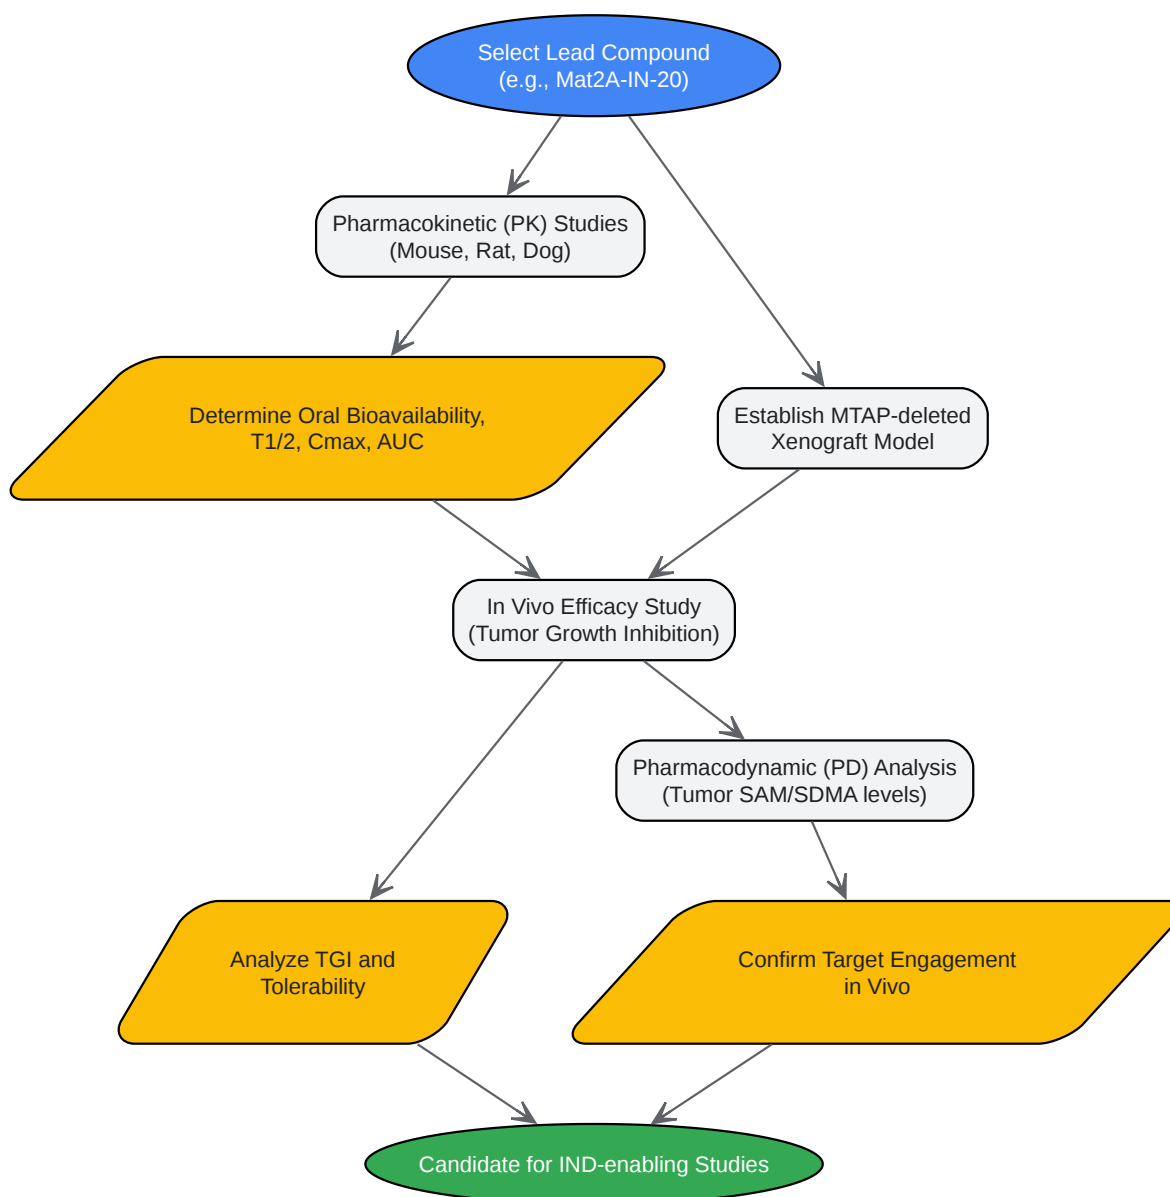 Select Lead Compound
(e.g., Mat2A-IN-20)
Pharmacokinetic (PK) Studies
(Mouse, Rat, Dog)
Determine Oral Bioavailability,
T1/2, Cmax, AUC
Establish MTAP-deleted
Xenograft Model
In Vivo Efficacy Study
(Tumor Growth Inhibition)
Pharmacodynamic (PD) Analysis
(Tumor SAM/SDMA levels)
Analyze TGI and
Tolerability
Confirm Target Engagement
in Vivo
Candidate for IND-enabling Studies